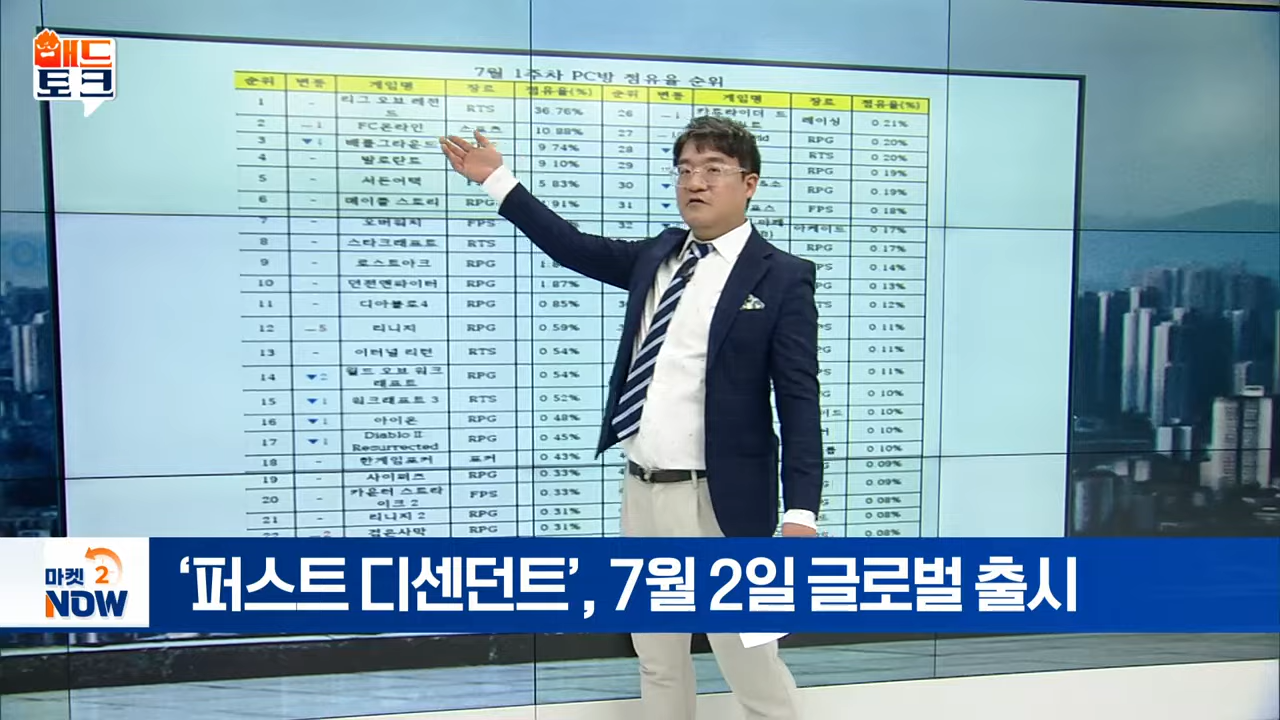 매드
토크
7월 1주차 PC방 점유율 순위
순위 변동 게임명 장르 점유율(%) 순위 변동 게임명 장르 점유율(%)
1 - 리그 오브 레전드 RTS 36.76% 26 레이싱 0.21%
2 FC온라인 10.88% 27 RPG 0.20%
3 ▼1 배틀그라운드 9.74% 28 RTS 0.20%
4 - 발로란트 9.10% 29 RPG 0.19%
5 - 서든어택 5.83% 30 RPG 0.19%
6 - 메이플 스토리 RPG 31 FPS 0.18%
7 - 오버워치 FPS 32 아케이드 0.17%
8 - 스타크래프트 RTS RPG 0.17%
9 - 로스트아크 RPG 0.14%
10 - 던전앤파이터 RPG 1.87% 0.13%
11 - 디아블로4 RPG 0.85% 0.12%
12 리니지 RPG 0.59% 0.11%
13 - 이터널 리턴 RTS 0.54% 0.11%
14 ▼2 월드 오브 워크래프트 RPG 0.54% 0.11%
15 ▼1 워크래프트 3 RTS 0.52% 0.10%
16 ▼1 아이온 RPG 0.48% 0.10%
17 ▼1 Diablo II Resurrected RPG 0.45% 0.10%
18 - 한게임포커 포커 0.43% 0.09%
19 - 사이퍼즈 RPG 0.33% 0.09%
20 - 카운터 스트라이크 2 FPS 0.33% 0.08%
21 - 리니지 2 RPG 0.31% 0.08%
검은사막 RPG 0.31% 0.08%
마켓 2
NOW
‘퍼스트 디센던트’, 7월 2일 글로벌 출시